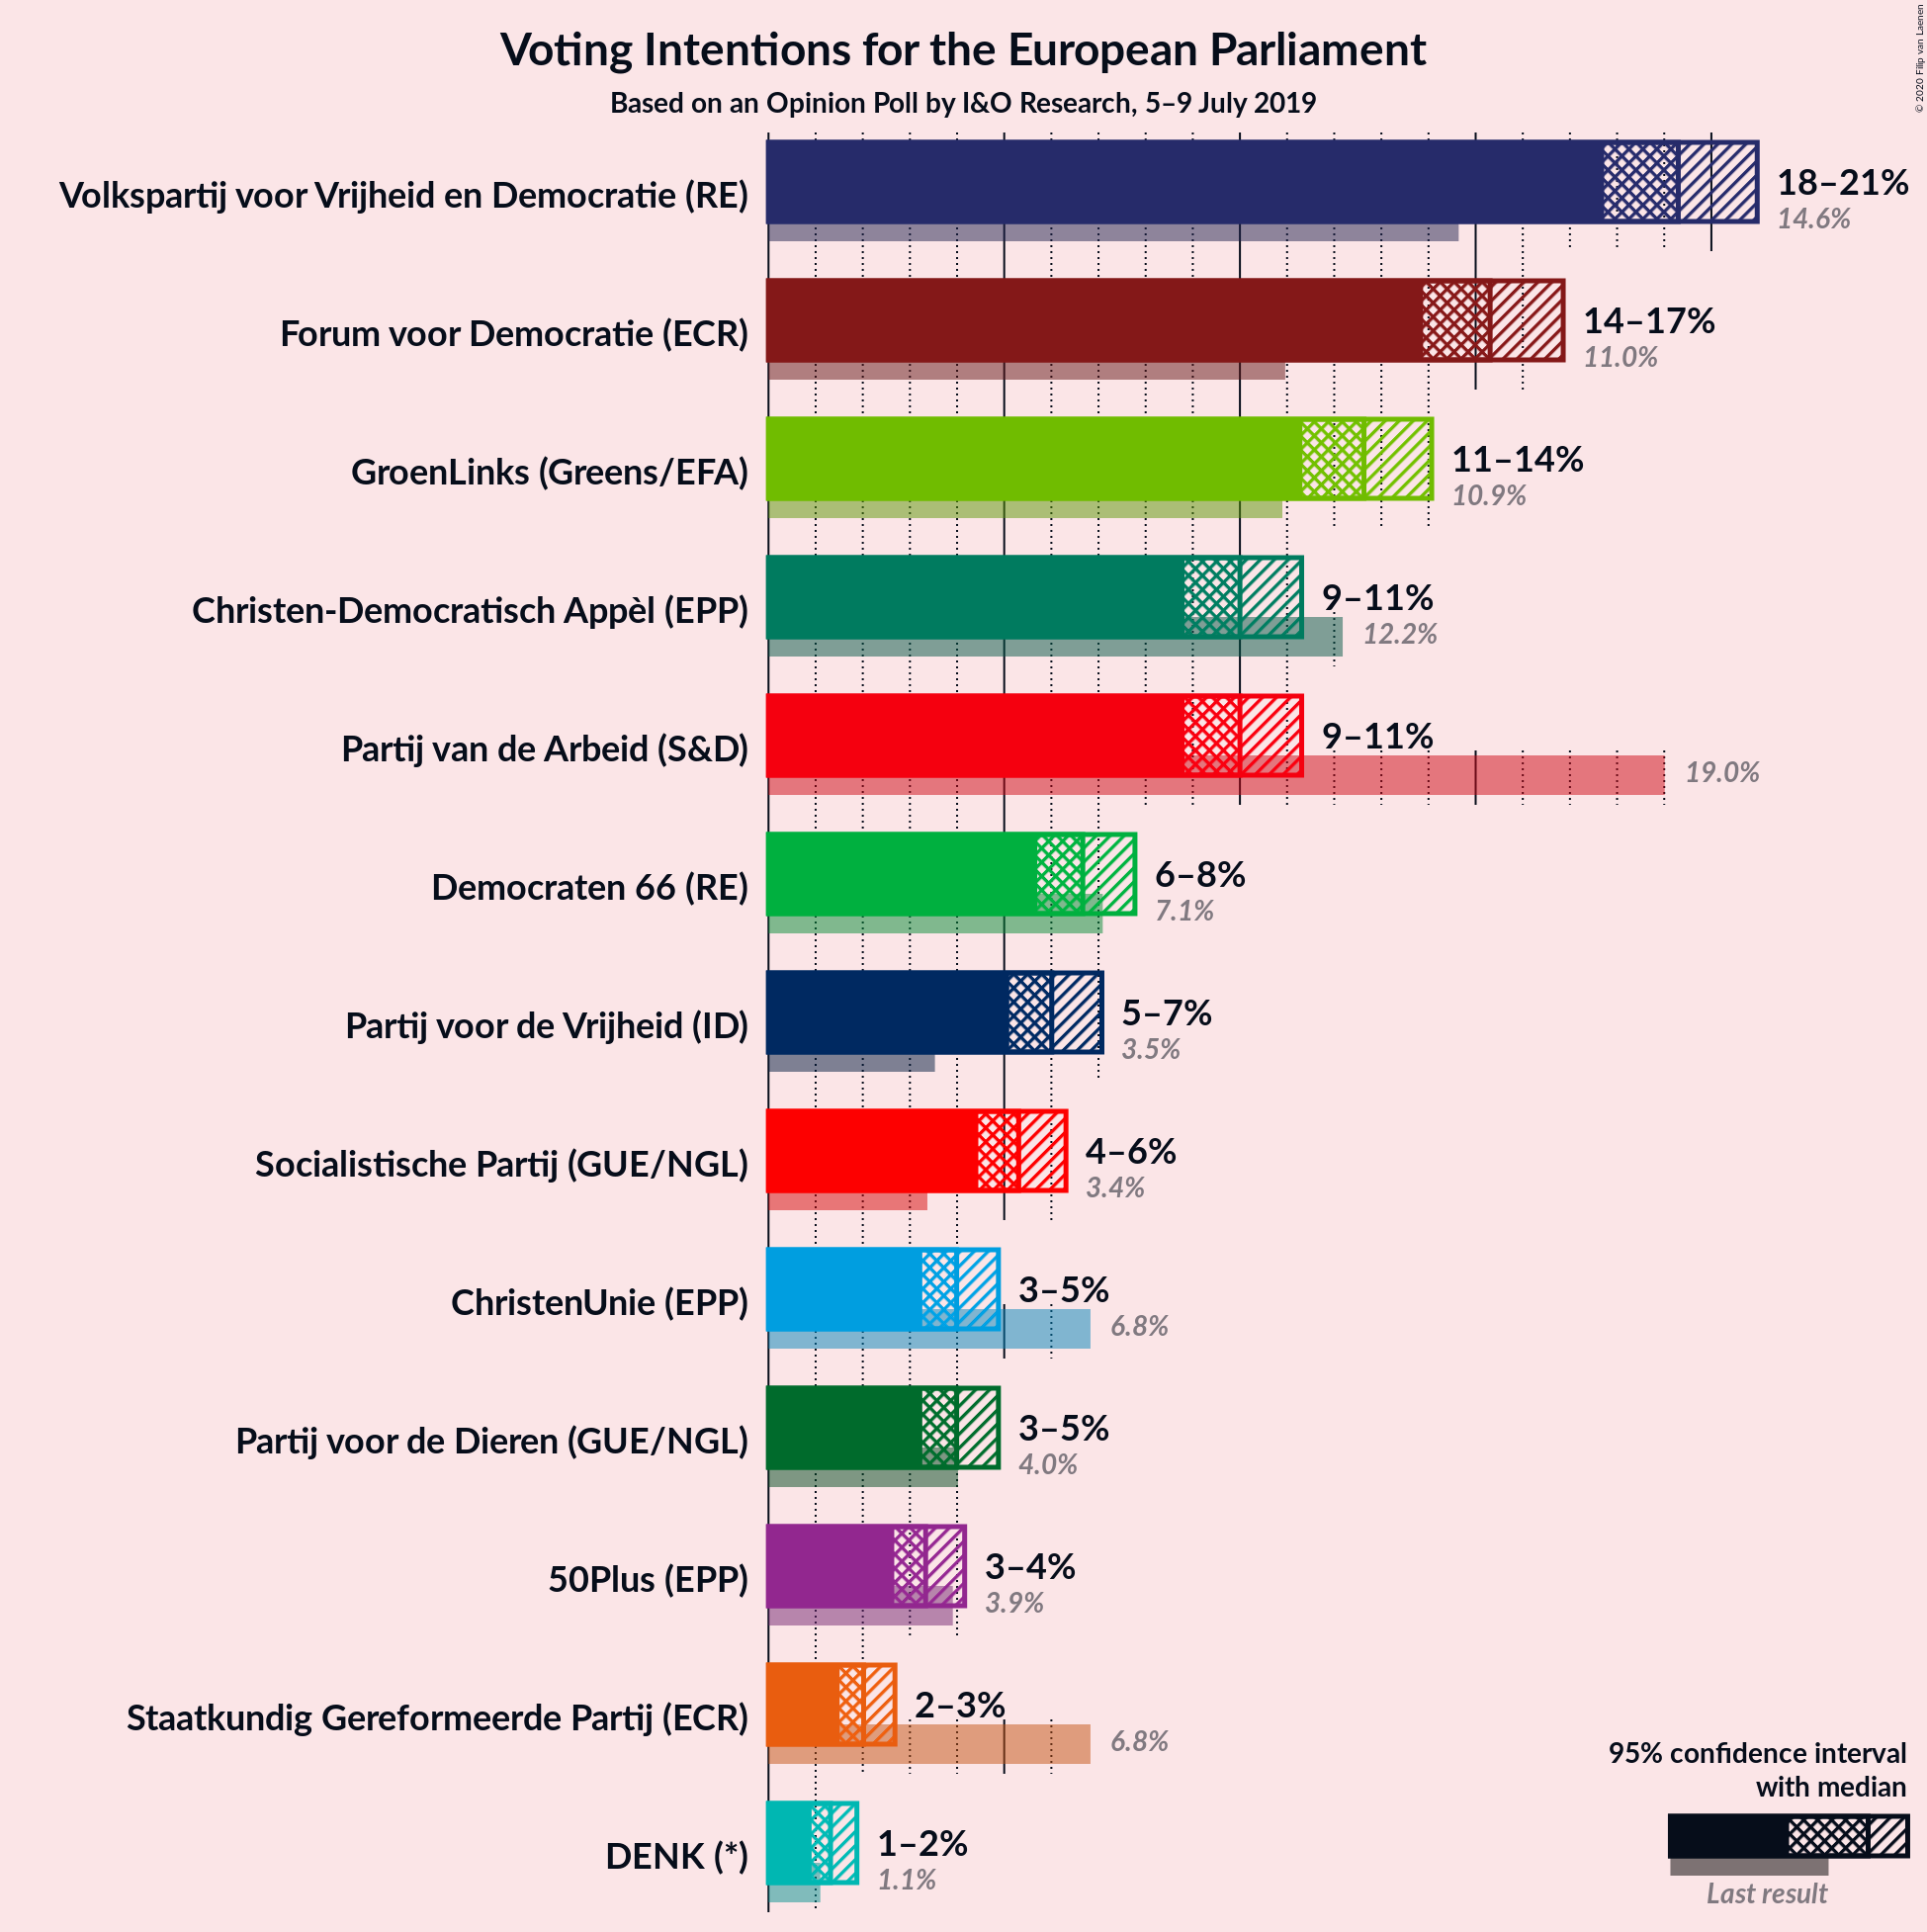 Voting Intentions for the European Parliament
Based on an Opinion Poll by I&O Research, 5–9 July 2019
© 2020 Filip van Laenen
Volkspartij voor Vrijheid en Democratie (RE)
18–21%
14.6%
Forum voor Democratie (ECR)
14–17%
11.0%
GroenLinks (Greens/EFA)
11–14%
10.9%
Christen-Democratisch Appèl (EPP)
9–11%
12.2%
Partij van de Arbeid (S&D)
9–11%
19.0%
Democraten 66 (RE)
6–8%
7.1%
Partij voor de Vrijheid (ID)
5–7%
3.5%
Socialistische Partij (GUE/NGL)
4–6%
3.4%
ChristenUnie (EPP)
3–5%
6.8%
Partij voor de Dieren (GUE/NGL)
3–5%
4.0%
50Plus (EPP)
3–4%
3.9%
Staatkundig Gereformeerde Partij (ECR)
2–3%
6.8%
DENK (*)
1–2%
1.1%
95% confidence interval
with median
Last result